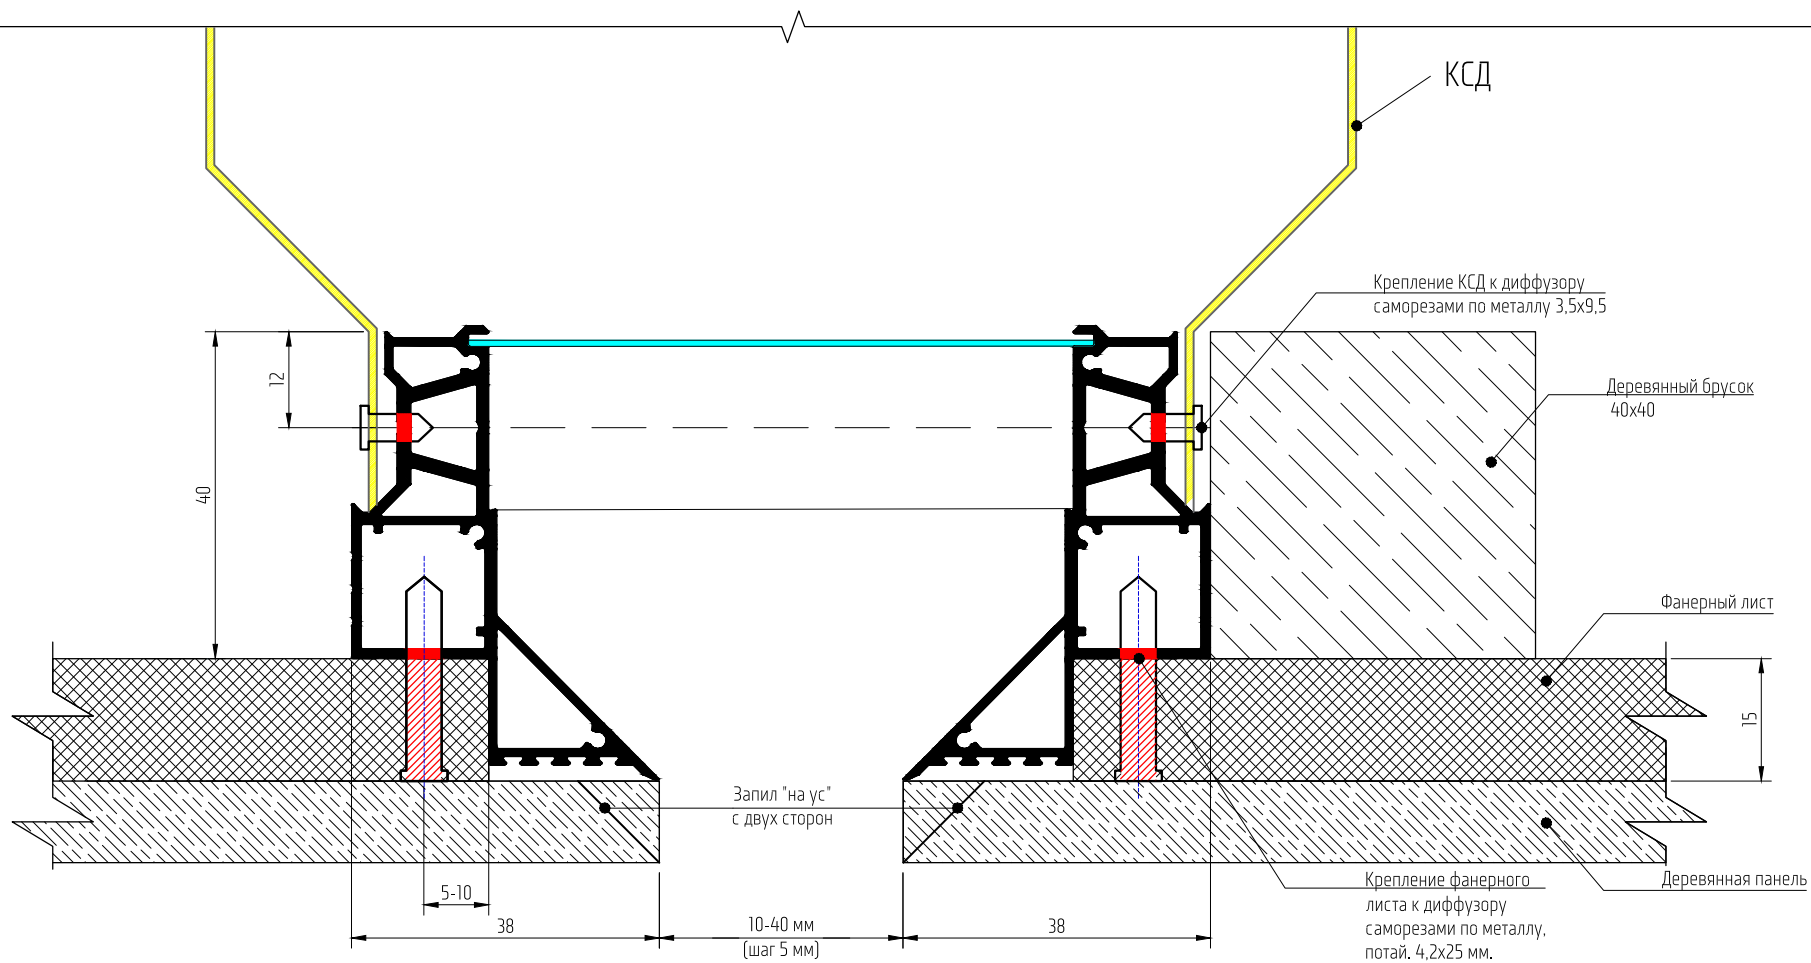 КСД
Крепление КСД к диффузору
саморезами по металлу 3,5х9,5
12
Деревянный брусок
40х40
40
Фанерный лист
15
Запил "на ус"
с двух сторон
Крепление фанерного
листа к диффузору
саморезами по металлу,
потай. 4,2х25 мм.
Деревянная панель
5-10
38
10-40 мм
(шаг 5 мм)
38